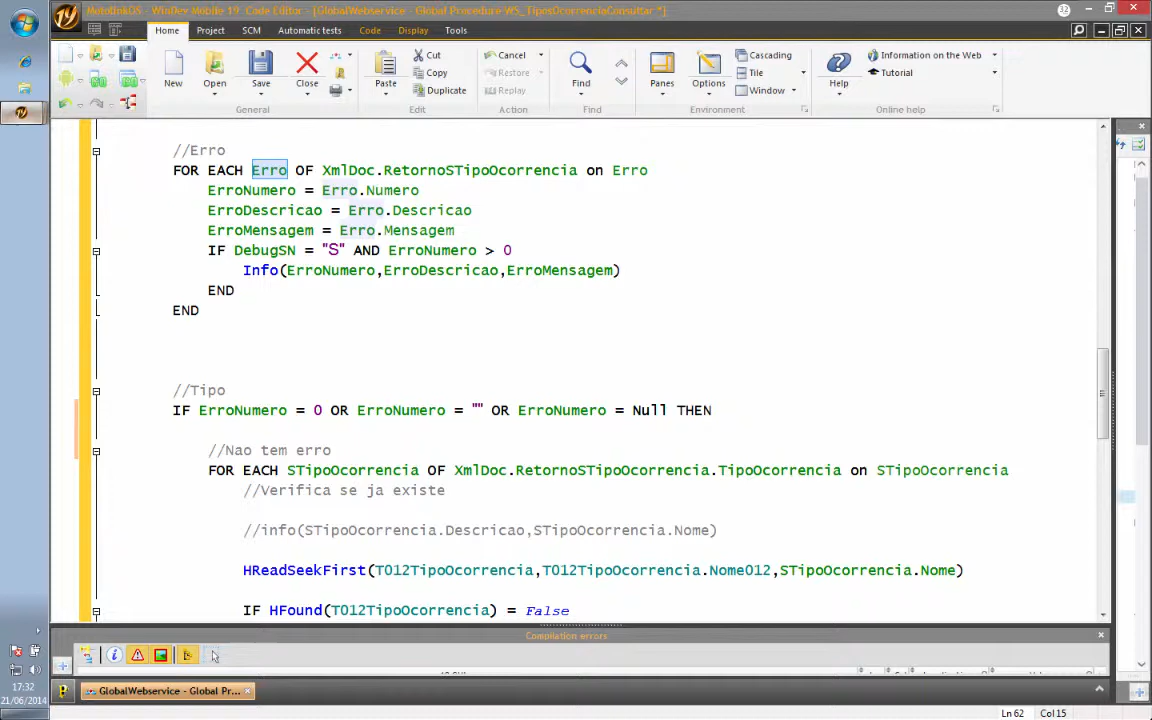 MotolinkOS - WinDev Mobile 19  Code Editor - [GlobalWebservice - Global Procedure WS_TiposOcorrenciaConsultar *]
32
Home Project SCM Automatic tests Code Display Tools
New Open Save Close Paste Cut Copy Duplicate Cancel Restore Replay Find Panes Options Cascading Tile Window Help Information on the Web Tutorial
General Edit Action Find Environment Online help
//Erro
FOR EACH Erro OF XmlDoc.RetornoSTipoOcorrencia on Erro
ErroNumero = Erro.Numero
ErroDescricao = Erro.Descricao
ErroMensagem = Erro.Mensagem
IF DebugSN = "S" AND ErroNumero > 0
Info(ErroNumero,ErroDescricao,ErroMensagem)
END
END
//Tipo
IF ErroNumero = 0 OR ErroNumero = "" OR ErroNumero = Null THEN
//Nao tem erro
FOR EACH STipoOcorrencia OF XmlDoc.RetornoSTipoOcorrencia.TipoOcorrencia on STipoOcorrencia
//Verifica se ja existe
//info(STipoOcorrencia.Descricao,STipoOcorrencia.Nome)
HReadSeekFirst(T012TipoOcorrencia,T012TipoOcorrencia.Nome012,STipoOcorrencia.Nome)
IF HFound(T012TipoOcorrencia) = False
Compilation errors
GlobalWebservice - Global Pr...
17:32
21/06/2014
Ln 62 Col 15